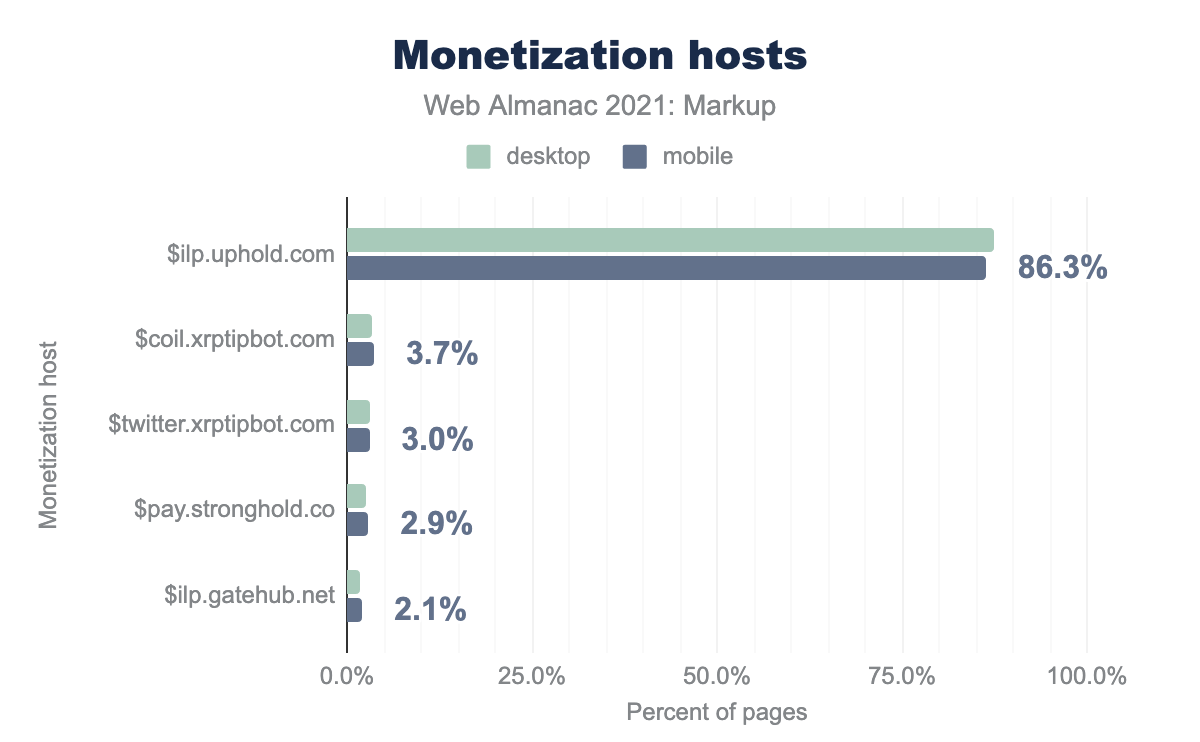 Monetization hosts
Web Almanac 2021: Markup
desktop
mobile
Monetization host
$ilp.uphold.com
86.3%
$coil.xrptipbot.com
3.7%
$twitter.xrptipbot.com
3.0%
$pay.stronghold.co
2.9%
$ilp.gatehub.net
2.1%
0.0% 25.0% 50.0% 75.0% 100.0%
Percent of pages